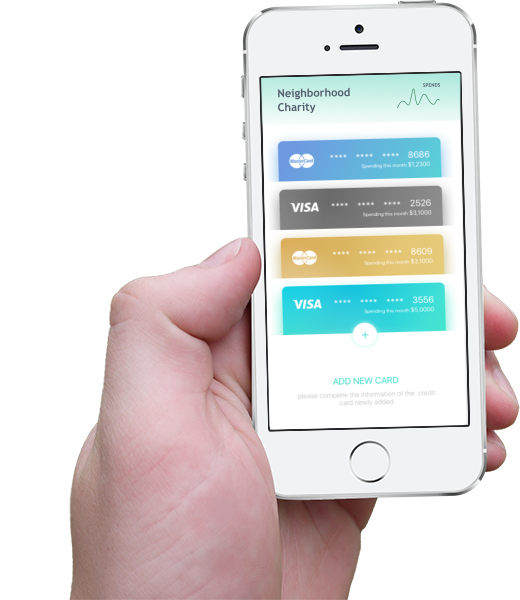 Neighborhood
Charity
SPENDS
MasterCard **** **** **** 8686
Spending this month $1,2300
VISA **** **** **** 2526
Spending this month $3,1000
MasterCard **** **** **** 8609
Spending this month $3,1000
VISA **** **** **** 3556
Spending this month $5,0000
+
ADD NEW CARD
please complete the information of the credit
card newly added